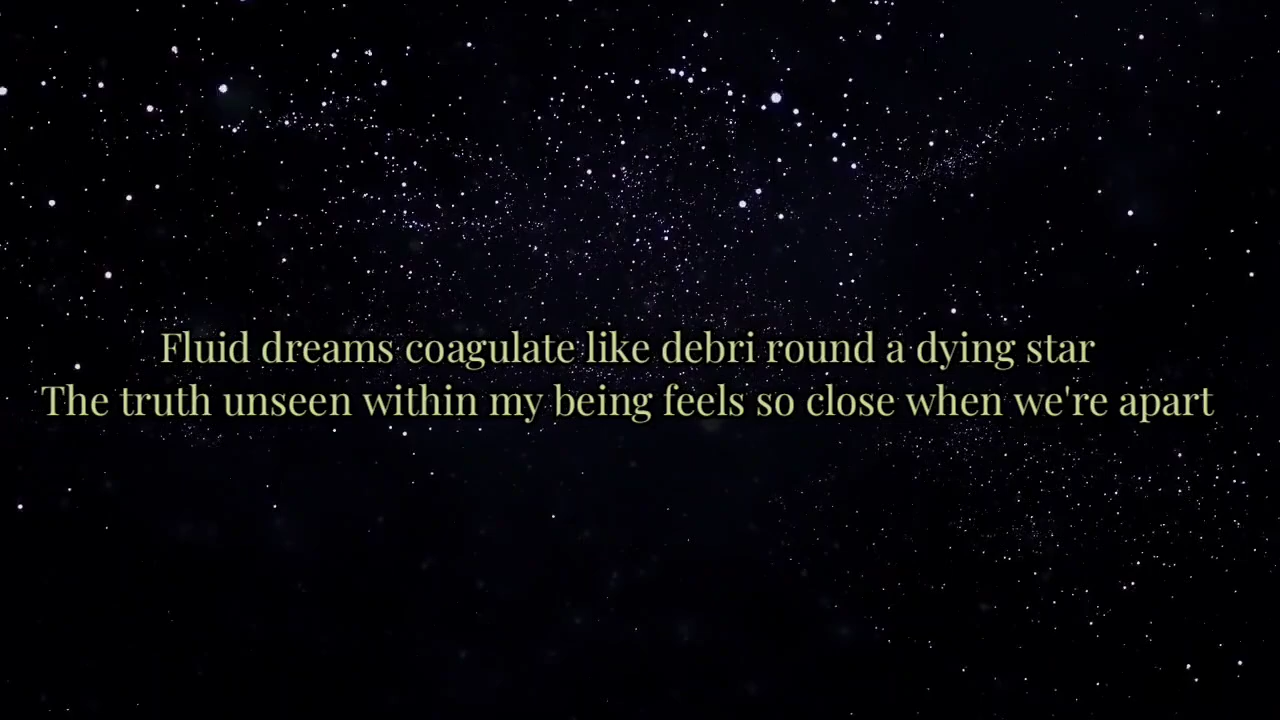 Fluid dreams coagulate like debri round a dying star
The truth unseen within my being feels so close when we're apart